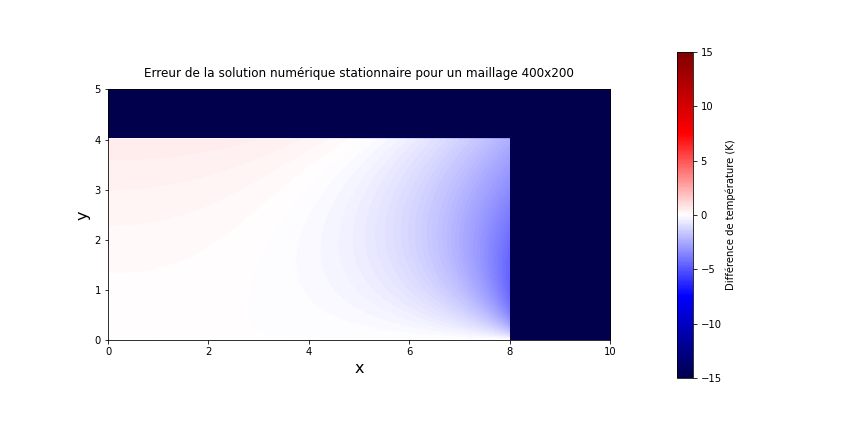 Erreur de la solution numérique stationnaire pour un maillage 400x200
5
4
3
2
1
0
y
0 2 4 6 8 10
x
15
10
5
0
−5
−10
−15
Différence de température (K)